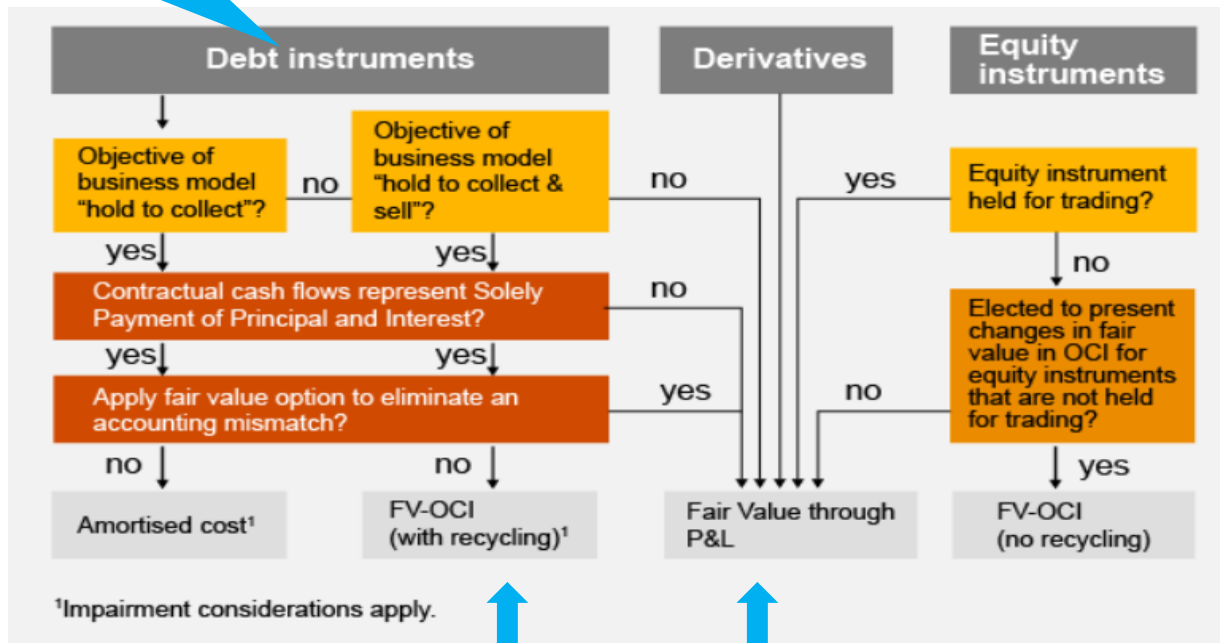 Debt instruments
Derivatives
Equity
instruments
Objective of
business model
“hold to collect”?
no
Objective of
business model
“hold to collect &
sell”?
no
yes
Equity instrument
held for trading?
yes
yes
no
Contractual cash flows represent Solely
Payment of Principal and Interest?
no
Elected to present
changes in fair
value in OCI for
equity instruments
that are not held
for trading?
yes
yes
Apply fair value option to eliminate an
accounting mismatch?
yes
no
no
no
yes
Amortised cost¹
FV-OCI
(with recycling)¹
Fair Value through
P&L
FV-OCI
(no recycling)
¹Impairment considerations apply.